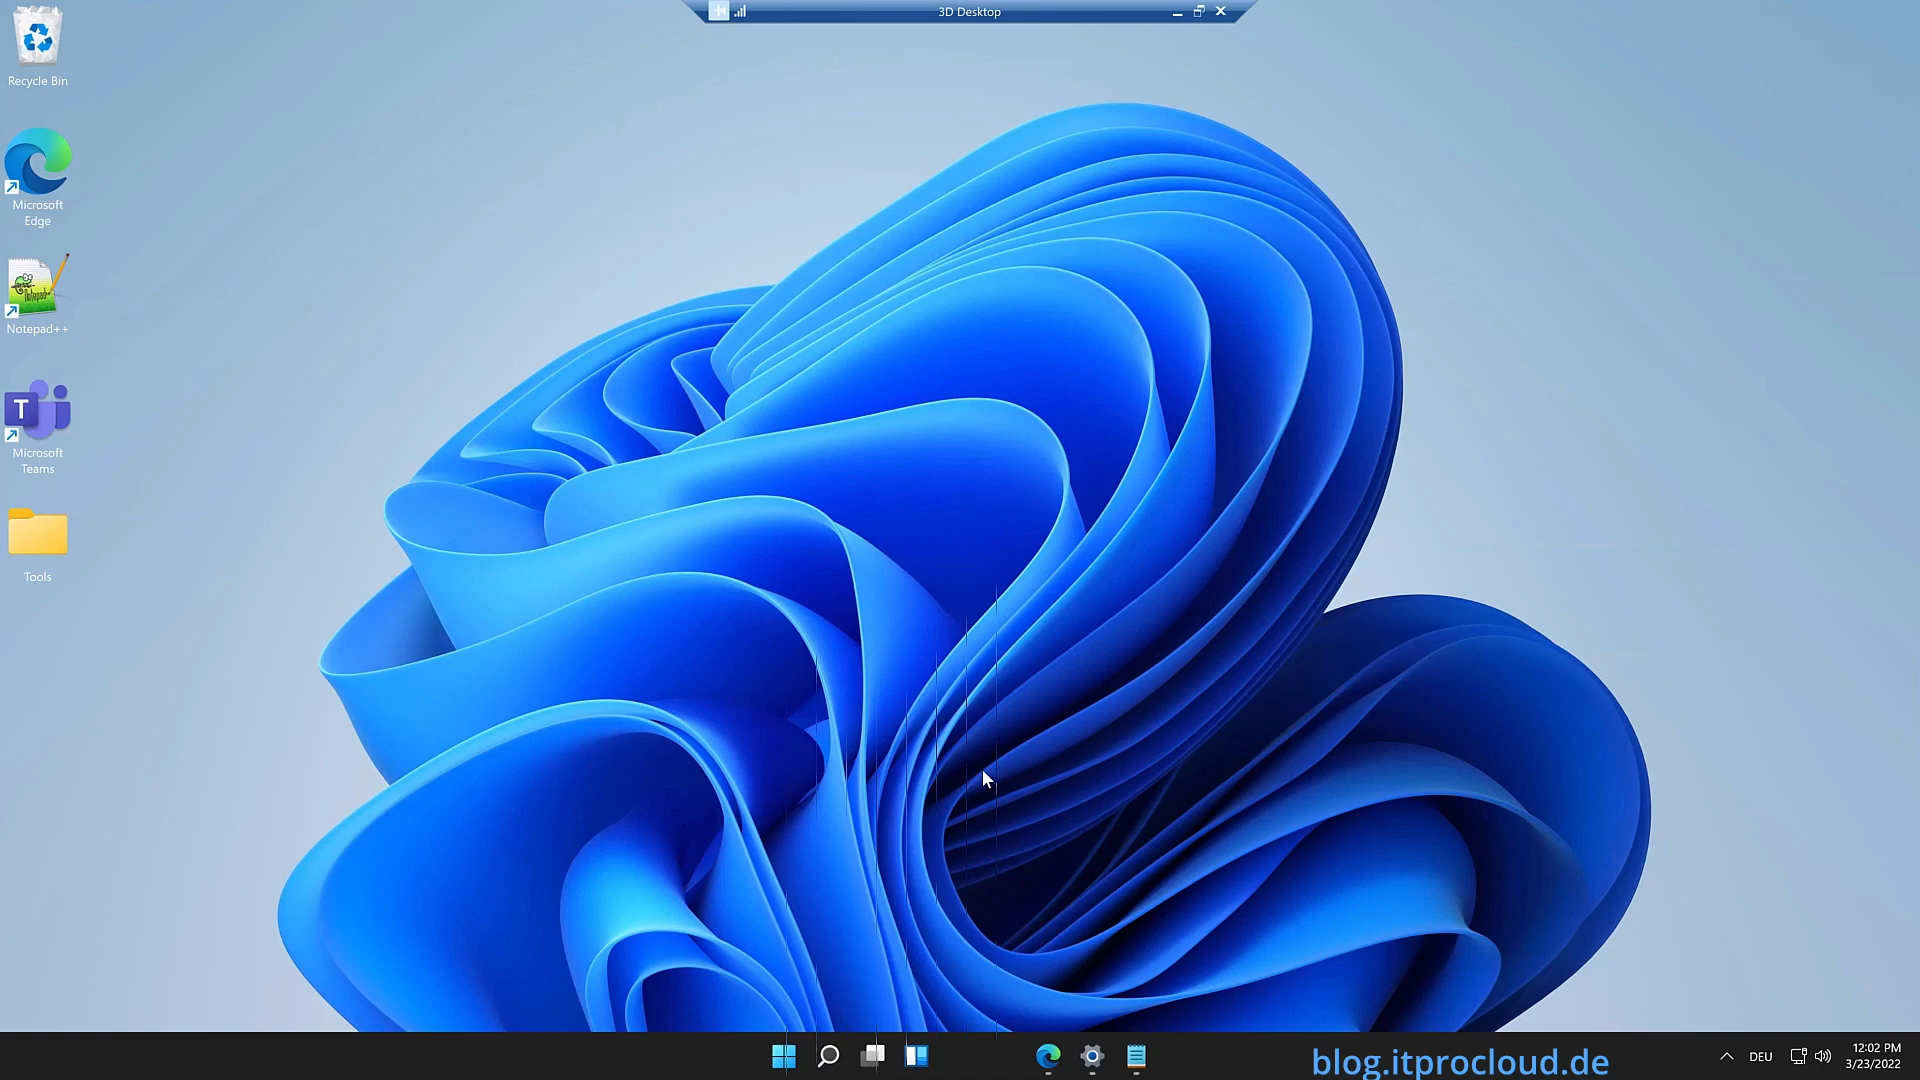 3D Desktop
Recycle Bin
Microsoft
Edge
Notepad++
T
Microsoft
Teams
Tools
blog.itprocloud.de
DEU
12:02 PM
3/23/2022